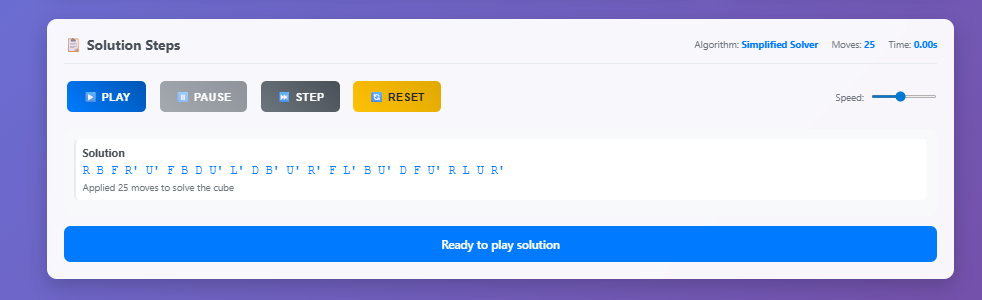 Solution Steps
Algorithm: Simplified Solver Moves: 25 Time: 0.00s
PLAY PAUSE STEP RESET Speed:
Solution
R B F R' U' F B D U' L' D B' U' R' F L' B U' D F U' R L U R'
Applied 25 moves to solve the cube
Ready to play solution